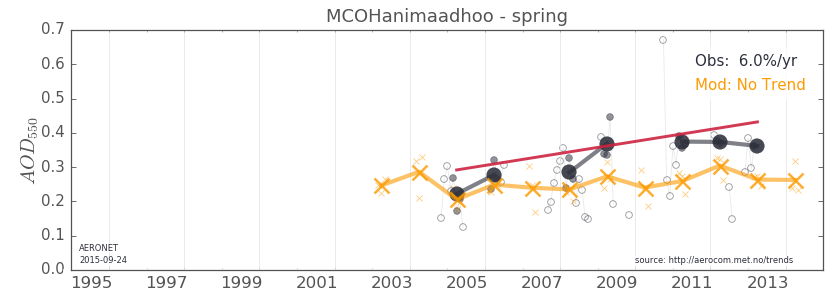 MCOHanimaadhoo - spring
0.7
0.6
0.5
0.4
0.3
0.2
0.1
0.0
AOD550
Obs: 6.0%/yr
Mod: No Trend
AERONET
2015-09-24
source: http://aerocom.met.no/trends
1995 1997 1999 2001 2003 2005 2007 2009 2011 2013